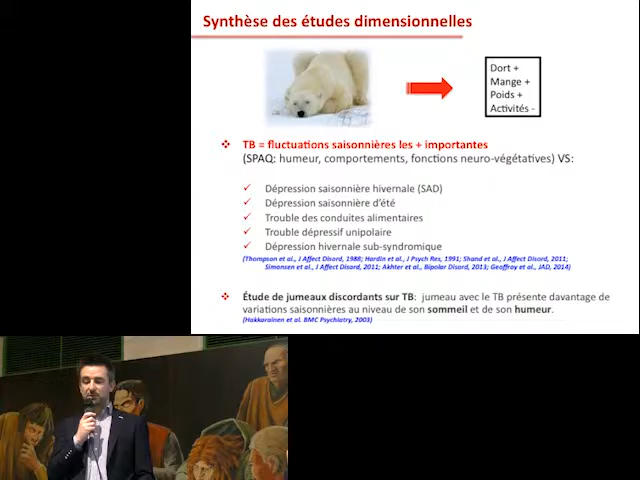 Synthèse des études dimensionnelles
Dort +
Mange +
Poids +
Activités -
TB = fluctuations saisonnières les + importantes
(SPAQ: humeur, comportements, fonctions neuro-végétatives) VS:
Dépression saisonnière hivernale (SAD)
Dépression saisonnière d'été
Trouble des conduites alimentaires
Trouble dépressif unipolaire
Dépression hivernale sub-syndromique
(Thompson et al., J Affect Disord, 1988; Hardin et al., J Psych Res, 1991; Shand et al., J Affect Disord, 2011;
Simonsen et al., J Affect Disord, 2011; Akhter et al., Bipolar Disord, 2013; Geoffroy et al., JAD, 2014)
Étude de jumeaux discordants sur TB: jumeau avec le TB présente davantage de
variations saisonnières au niveau de son sommeil et de son humeur.
(Hakkarainen et al. BMC Psychiatry, 2003)